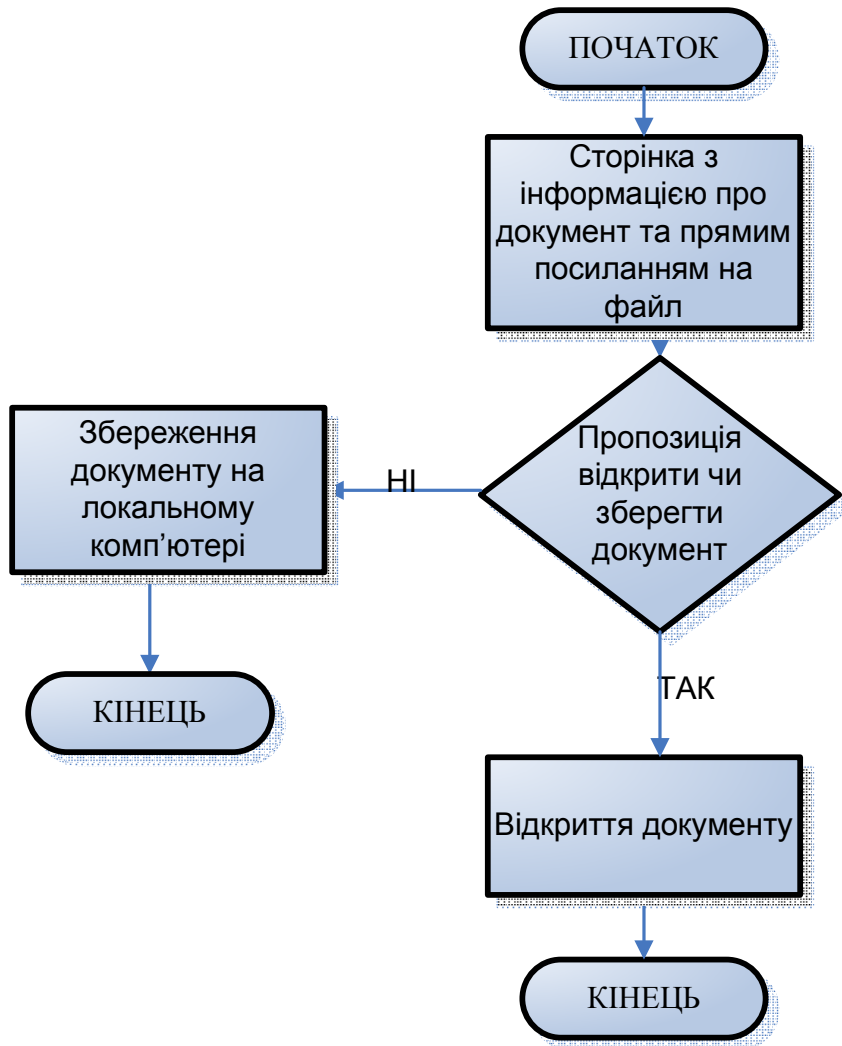 ПОЧАТОК
Сторінка з
інформацією про
документ та прямим
посиланням на
файл
Пропозиція
відкрити чи
зберегти
документ
НІ
Збереження
документу на
локальному
комп’ютері
КІНЕЦЬ
ТАК
Відкриття документу
КІНЕЦЬ